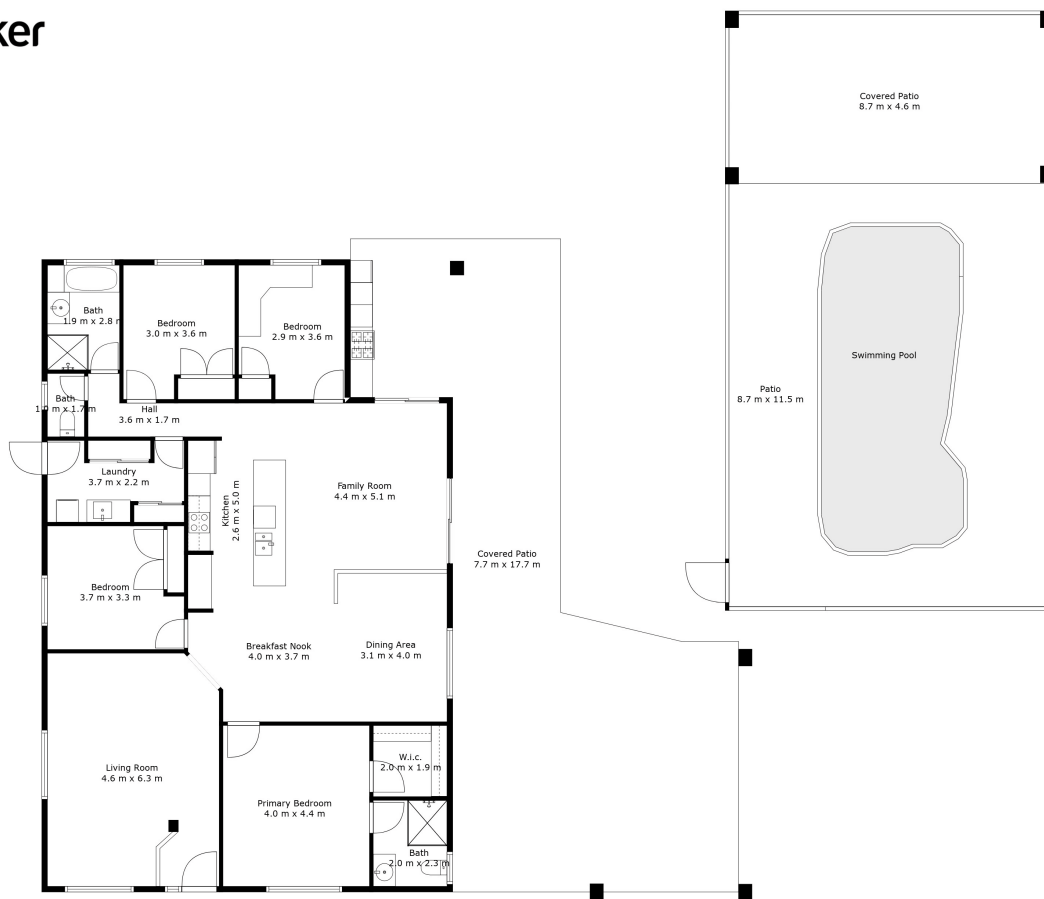 ker
Covered Patio
8.7 m x 4.6 m
Bath
1.9 m x 2.8 m
Bedroom
3.0 m x 3.6 m
Bedroom
2.9 m x 3.6 m
Swimming Pool
Patio
8.7 m x 11.5 m
Bath
1.0 m x 1.7 m
Hall
3.6 m x 1.7 m
Laundry
3.7 m x 2.2 m
Kitchen
2.6 m x 5.0 m
Family Room
4.4 m x 5.1 m
Covered Patio
7.7 m x 17.7 m
Bedroom
3.7 m x 3.3 m
Breakfast Nook
4.0 m x 3.7 m
Dining Area
3.1 m x 4.0 m
Living Room
4.6 m x 6.3 m
W.i.c.
2.0 m x 1.9 m
Primary Bedroom
4.0 m x 4.4 m
Bath
2.0 m x 2.3 m